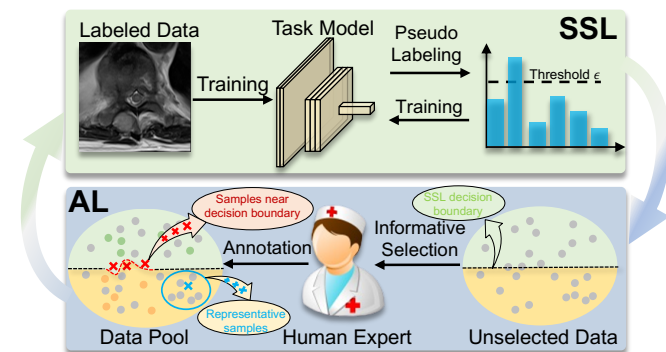 Labeled Data
Task Model
Pseudo
Labeling
SSL
Training
Threshold ϵ
Training
AL
Samples near
decision boundary
SSL decision
boundary
Annotation
Informative
Selection
Representative
samples
Data Pool
Human Expert
Unselected Data